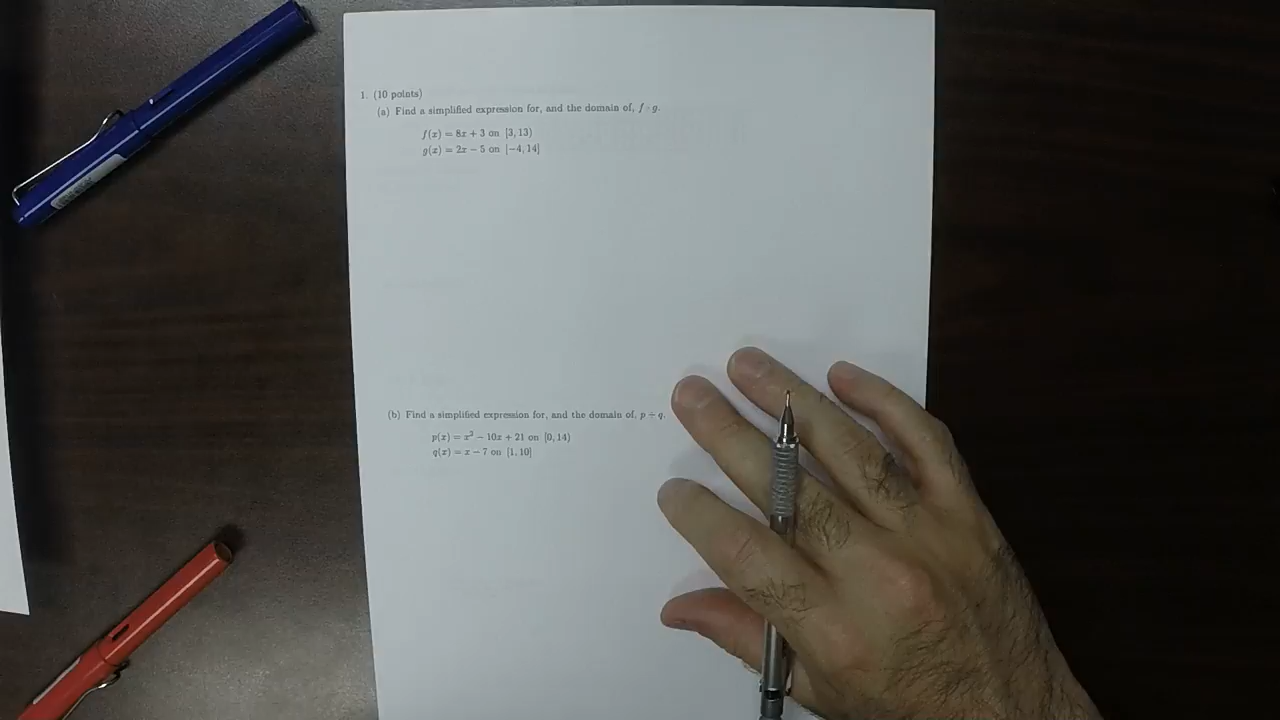 1. (10 points)
(a) Find a simplified expression for, and the domain of, f · g.
f(x) = 8x + 3 on [3, 13)
g(x) = 2x − 5 on [−4, 14]
(b) Find a simplified expression for, and the domain of, p ÷ q.
p(x) = x² − 10x + 21 on [0, 14)
q(x) = x − 7 on [1, 10]